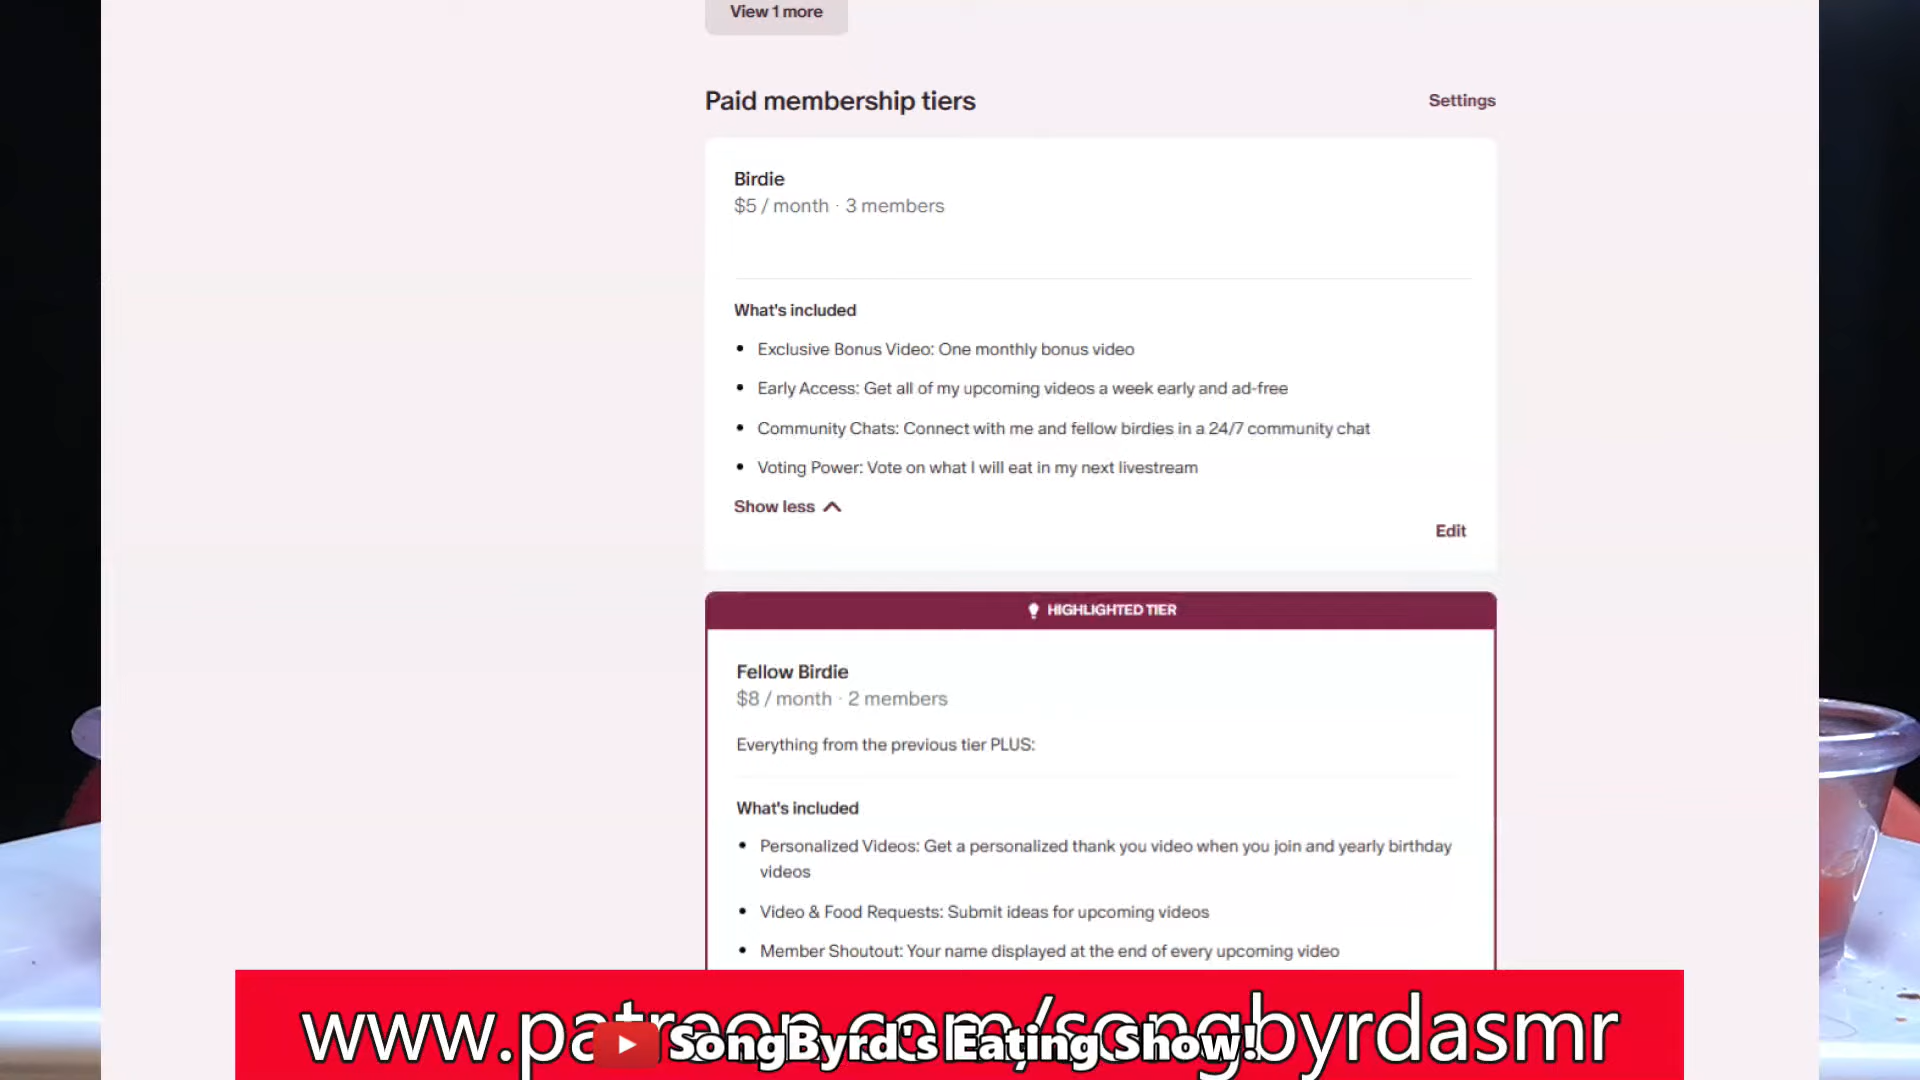 View 1 more
Paid membership tiers
Settings
Birdie
$5 / month · 3 members
What's included
• Exclusive Bonus Video: One monthly bonus video
• Early Access: Get all of my upcoming videos a week early and ad-free
• Community Chats: Connect with me and fellow birdies in a 24/7 community chat
• Voting Power: Vote on what I will eat in my next livestream
Show less
Edit
HIGHLIGHTED TIER
Fellow Birdie
$8 / month · 2 members
Everything from the previous tier PLUS:
What's included
• Personalized Videos: Get a personalized thank you video when you join and yearly birthday
videos
• Video & Food Requests: Submit ideas for upcoming videos
• Member Shoutout: Your name displayed at the end of every upcoming video
www.patreon.com/songbyrdasmr
SongByrd's Eating Show!